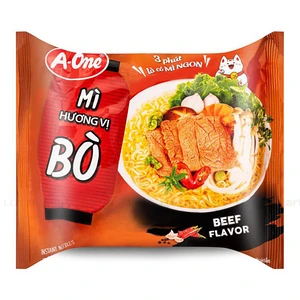 A-One
3 phút
là có MÌ NGON
MÌ
HƯƠNG VỊ
BÒ
BEEF
FLAVOR
INSTANT NOODLES